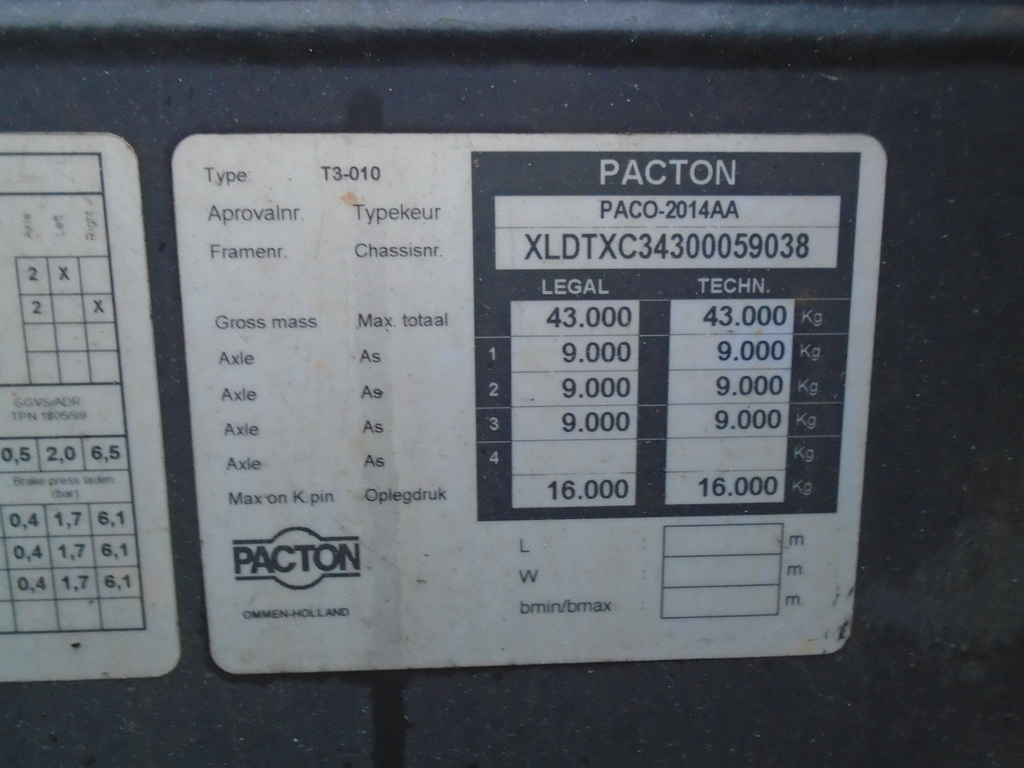 Axle Left Right
2 X
2 X
GGVS/ADR
TPN 1805/99
0,5 2,0 6,5
Brake press laden
(bar)
0,4 1,7 6,1
0,4 1,7 6,1
0,4 1,7 6,1
PACTON
Type: T3-010
Aprovalnr. Typekeur PACO-2014AA
Framenr. Chassisnr. XLDTXC34300059038
LEGAL TECHN.
Gross mass Max. totaal 43.000 43.000 Kg
Axle As 1 9.000 9.000 Kg
Axle As 2 9.000 9.000 Kg
Axle As 3 9.000 9.000 Kg
Axle As 4 Kg
Max on K.pin Oplegdruk 16.000 16.000 Kg
PACTON
OMMEN-HOLLAND
L m
W m
bmin/bmax m